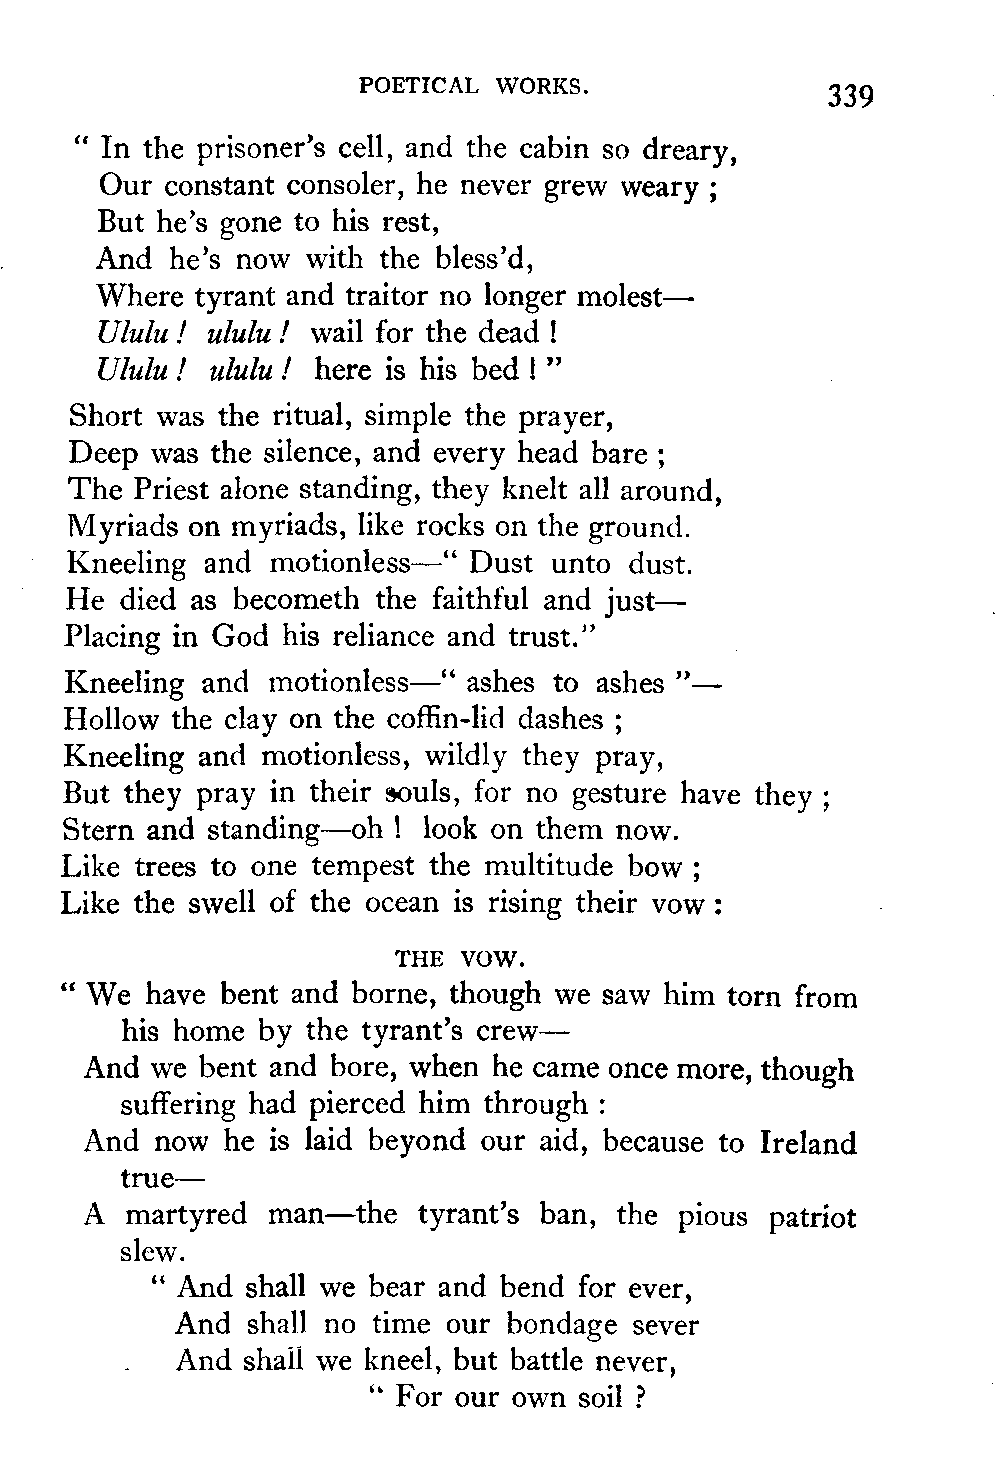 POETICAL WORKS.
339
“ In the prisoner’s cell, and the cabin so dreary,
Our constant consoler, he never grew weary ;
But he’s gone to his rest,
And he’s now with the bless’d,
Where tyrant and traitor no longer molest—
Ululu ! ululu ! wail for the dead !
Ululu ! ululu ! here is his bed ! ”
Short was the ritual, simple the prayer,
Deep was the silence, and every head bare ;
The Priest alone standing, they knelt all around,
Myriads on myriads, like rocks on the ground.
Kneeling and motionless—“ Dust unto dust.
He died as becometh the faithful and just—
Placing in God his reliance and trust.”
Kneeling and motionless—“ ashes to ashes ”—
Hollow the clay on the coffin-lid dashes ;
Kneeling and motionless, wildly they pray,
But they pray in their souls, for no gesture have they ;
Stern and standing—oh ! look on them now.
Like trees to one tempest the multitude bow ;
Like the swell of the ocean is rising their vow :
THE VOW.
“ We have bent and borne, though we saw him torn from
his home by the tyrant’s crew—
And we bent and bore, when he came once more, though
suffering had pierced him through :
And now he is laid beyond our aid, because to Ireland
true—
A martyred man—the tyrant’s ban, the pious patriot
slew.
“ And shall we bear and bend for ever,
And shall no time our bondage sever
And shall we kneel, but battle never,
“ For our own soil ?